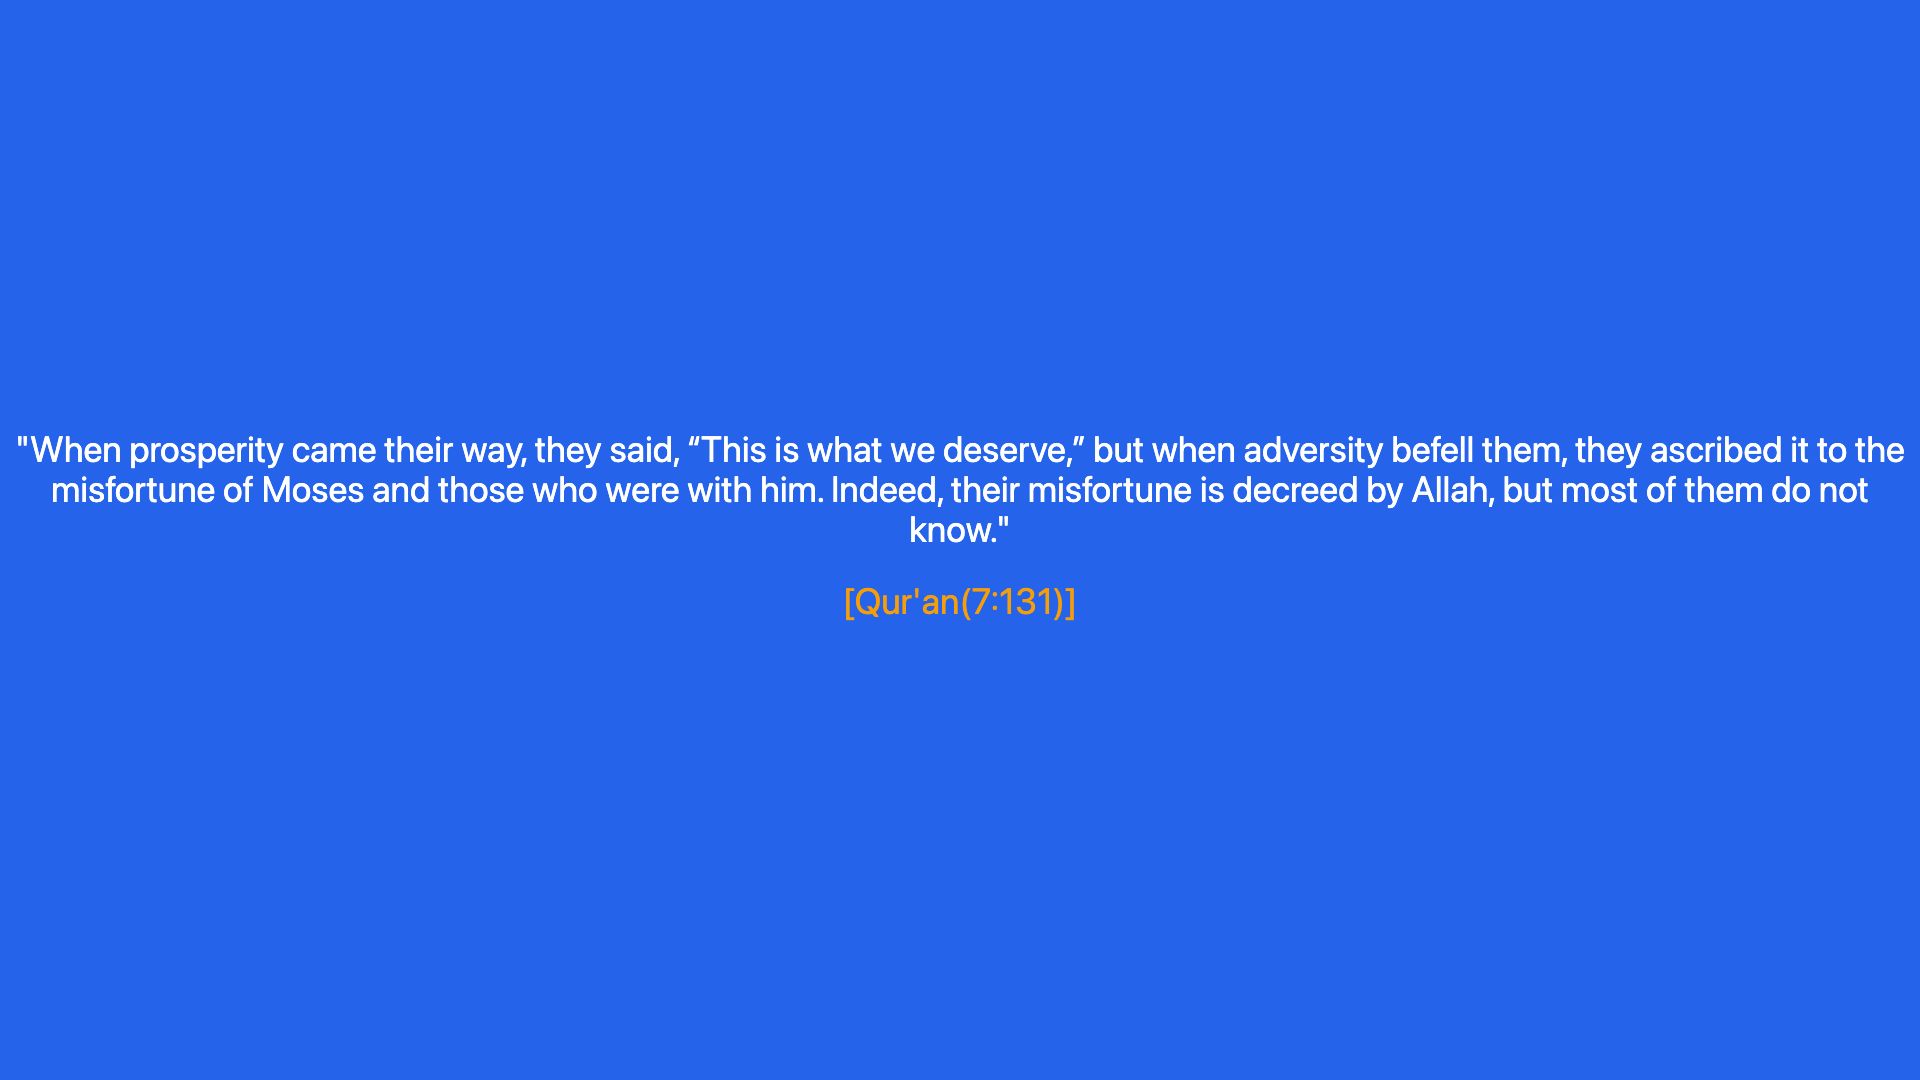 "When prosperity came their way, they said, “This is what we deserve,” but when adversity befell them, they ascribed it to the
misfortune of Moses and those who were with him. Indeed, their misfortune is decreed by Allah, but most of them do not
know."
[Qur'an(7:131)]